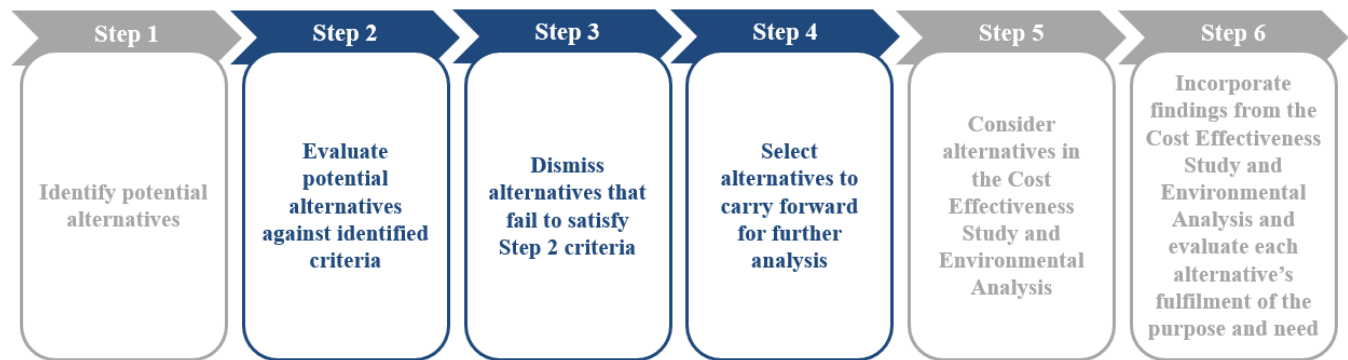 Step 1
Identify potential
alternatives
Step 2
Evaluate
potential
alternatives
against identified
criteria
Step 3
Dismiss
alternatives that
fail to satisfy
Step 2 criteria
Step 4
Select
alternatives to
carry forward
for further
analysis
Step 5
Consider
alternatives in
the Cost
Effectiveness
Study and
Environmental
Analysis
Step 6
Incorporate
findings from the
Cost Effectiveness
Study and
Environmental
Analysis and
evaluate each
alternative’s
fulfilment of the
purpose and need